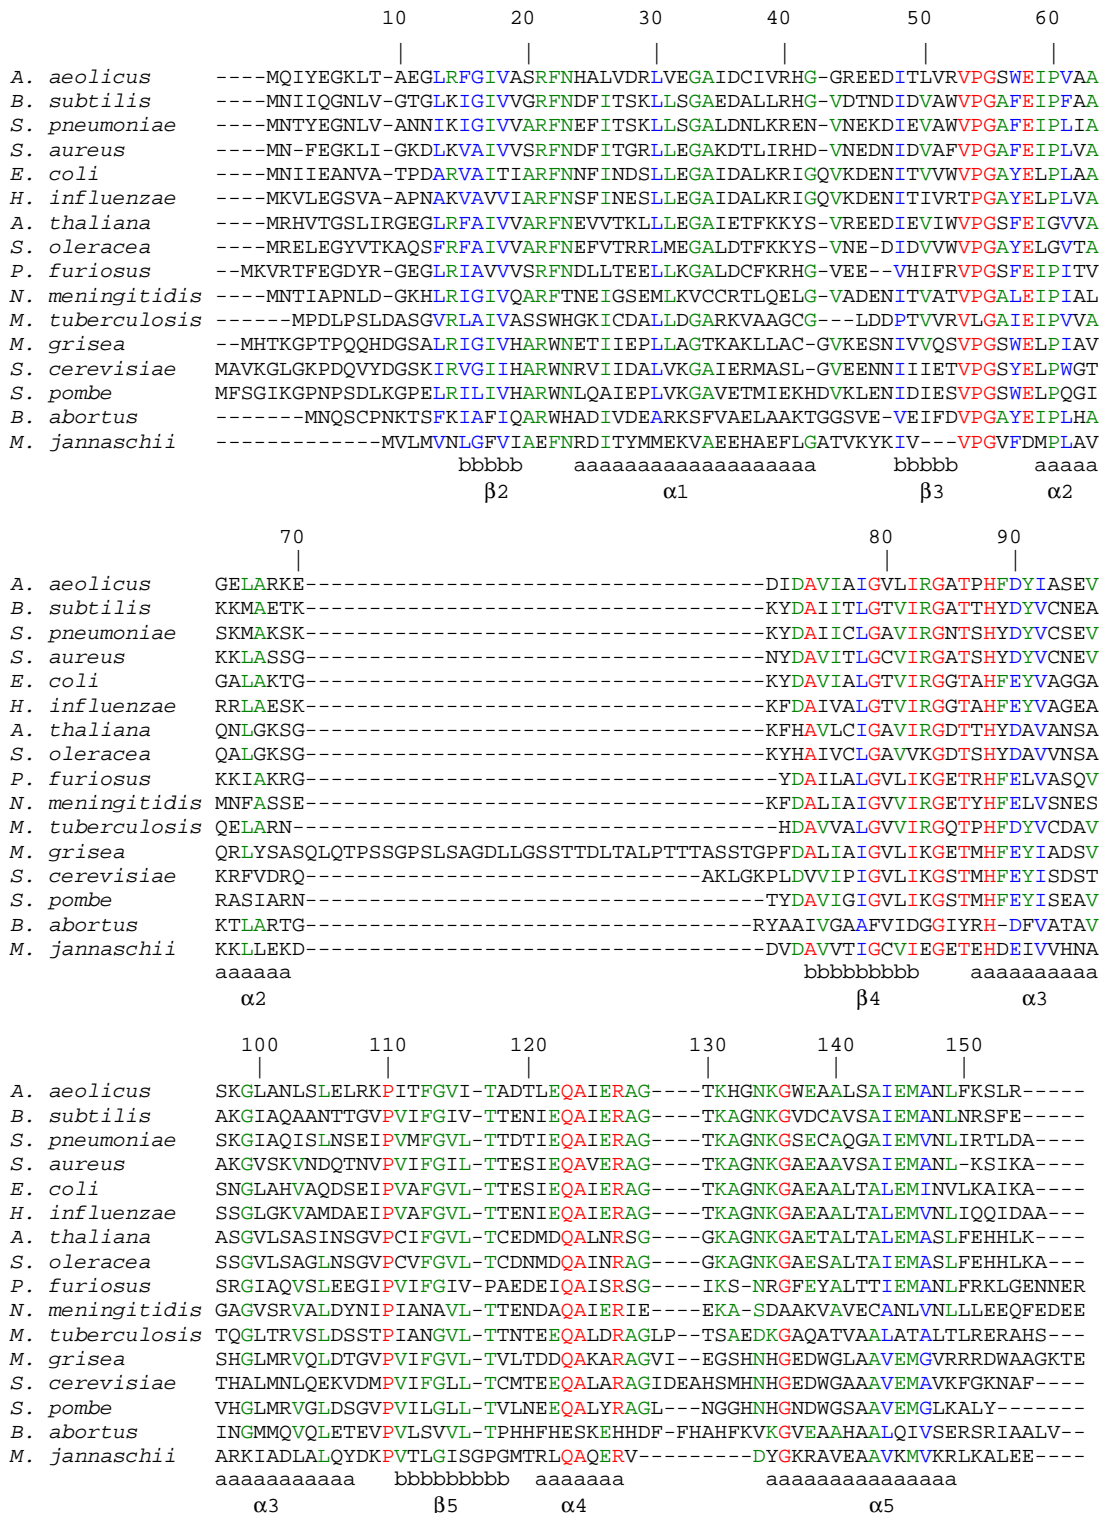 10 20 30 40 50 60
| | | | | |
A. aeolicus ----MQIYEGKLT-AEGLRFGIVASRFNHALVDRLVEGAIDCIVRHG-GREEDITLVRVPGSWEIPVAA
B. subtilis ----MNIIQGNLV-GTGLKIGIVVGRFNDFITSKLLSGAEDALLRHG-VDTNDIDVAWVPGAFEIPFAA
S. pneumoniae ----MNTYEGNLV-ANNIKIGIVVARFNEFITSKLLSGALDNLKREN-VNEKDIEVAWVPGAFEIPLIA
S. aureus ----MN-FEGKLI-GKDLKVAIVVSRFNDFITGRLLEGAKDTLIRHD-VNEDNIDVAFVPGAFEIPLVA
E. coli ----MNIIEANVA-TPDARVAITIARFNNFINDSLLEGAIDALKRIGQVKDENITVVWVPGAYELPLAA
H. influenzae ----MKVLEGSVA-APNAKVAVVIARFNSFINESLLEGAIDALKRIGQVKDENITIVRTPGAYELPLVA
A. thaliana ----MRHVTGSLIRGEGLRFAIVVARFNEVVTKLLLEGAIETFKKYS-VREEDIEVIWVPGSFEIGVVA
S. oleracea ----MRELEGYVTKAQSFRFAIVVARFNEFVTRRLMEGALDTFKKYS-VNE-DIDVVWVPGAYELGVTA
P. furiosus --MKVRTFEGDYR-GEGLRIAVVVSRFNDLLTEELLKGALDCFKRHG-VEE--VHIFRVPGSFEIPITV
N. meningitidis ----MNTIAPNLD-GKHLRIGIVQARFTNEIGSEMLKVCCRTLQELG-VADENITVATVPGALEIPIAL
M. tuberculosis ------MPDLPSLDASGVRLAIVASSWHGKICDALLDGARKVAAGCG---LDDPTVVRVLGAIEIPVVA
M. grisea --MHTKGPTPQQHDGSALRIGIVHARWNETIIEPLLAGTKAKLLAC-GVKESNIVVQSVPGSWELPIAV
S. cerevisiae MAVKGLGKPDQVYDGSKIRVGIIHARWNRVIIDALVKGAIERMASL-GVEENNIIIETVPGSYELPWGT
S. pombe MFSGIKGPNPSDLKGPELRILIVHARWNLQAIEPLVKGAVETMIEKHDVKLENIDIESVPGSWELPQGI
B. abortus -------MNQSCPNKTSFKIAFIQARWHADIVDEARKSFVAELAAKTGGSVE-VEIFDVPGAYEIPLHA
M. jannaschii -------------MVLMVNLGFVIAEFNRDITYMMEKVAEEHAEFLGATVKYKIV---VPGVFDMPLAV
bbbbb aaaaaaaaaaaaaaaaaaa bbbbb aaaaa
β2 α1 β3 α2
70 80 90
| | |
A. aeolicus GELARKE------------------------------------DIDAVIAIGVLIRGATPHFDYIASEV
B. subtilis KKMAETK------------------------------------KYDAIITLGTVIRGATTHYDYVCNEA
S. pneumoniae SKMAKSK------------------------------------KYDAIICLGAVIRGNTSHYDYVCSEV
S. aureus KKLASSG------------------------------------NYDAVITLGCVIRGATSHYDYVCNEV
E. coli GALAKTG------------------------------------KYDAVIALGTVIRGGTAHFEYVAGGA
H. influenzae RRLAESK------------------------------------KFDAIVALGTVIRGGTAHFEYVAGEA
A. thaliana QNLGKSG------------------------------------KFHAVLCIGAVIRGDTTHYDAVANSA
S. oleracea QALGKSG------------------------------------KYHAIVCLGAVVKGDTSHYDAVVNSA
P. furiosus KKIAKRG-------------------------------------YDAILALGVLIKGETRHFELVASQV
N. meningitidis MNFASSE------------------------------------KFDALIAIGVVIRGETYHFELVSNES
M. tuberculosis QELARN--------------------------------------HDAVVALGVVIRGQTPHFDYVCDAV
M. grisea QRLYSASQLQTPSSGPSLSAGDLLGSSTTDLTALPTTTASSTGPFDALIAIGVLIKGETMHFEYIADSV
S. cerevisiae KRFVDRQ-------------------------------AKLGKPLDVVIPIGVLIKGSTMHFEYISDST
S. pombe RASIARN------------------------------------TYDAVIGIGVLIKGSTMHFEYISEAV
B. abortus KTLARTG-----------------------------------RYAAIVGAAFVIDGGIYRH-DFVATAV
M. jannaschii KKLLEKD------------------------------------DVDAVVTIGCVIEGETEHDEIVVHNA
aaaaaa bbbbbbbbb aaaaaaaaaa
α2 β4 α3
100 110 120 130 140 150
| | | | | |
A. aeolicus SKGLANLSLELRKPITFGVI-TADTLEQAIERAG----TKHGNKGWEAALSAIEMANLFKSLR-----
B. subtilis AKGIAQAANTTGVPVIFGIV-TTENIEQAIERAG----TKAGNKGVDCAVSAIEMANLNRSFE-----
S. pneumoniae SKGIAQISLNSEIPVMFGVL-TTDTIEQAIERAG----TKAGNKGSECAQGAIEMVNLIRTLDA----
S. aureus AKGVSKVNDQTNVPVIFGIL-TTESIEQAVERAG----TKAGNKGAEAAVSAIEMANL-KSIKA----
E. coli SNGLAHVAQDSEIPVAFGVL-TTESIEQAIERAG----TKAGNKGAEAALTALEMINVLKAIKA----
H. influenzae SSGLGKVAMDAEIPVAFGVL-TTENIEQAIERAG----TKAGNKGAEAALTALEMVNLIQQIDAA---
A. thaliana ASGVLSASINSGVPCIFGVL-TCEDMDQALNRSG----GKAGNKGAETALTALEMASLFEHHLK----
S. oleracea SSGVLSAGLNSGVPCVFGVL-TCDNMDQAINRAG----GKAGNKGAESALTAIEMASLFEHHLKA---
P. furiosus SRGIAQVSLEEGIPVIFGIV-PAEDEIQAISRSG----IKS-NRGFEYALTTIEMANLFRKLGENNER
N. meningitidis GAGVSRVALDYNIPIANAVL-TTENDAQAIERIE----EKA-SDAAKVAVECANLVNLLLEEQFEDEE
M. tuberculosis TQGLTRVSLDSSTPIANGVL-TTNTEEQALDRAGLP--TSAEDKGAQATVAALATALTLRERAHS---
M. grisea SHGLMRVQLDTGVPVIFGVL-TVLTDDQAKARAGVI--EGSHNHGEDWGLAAVEMGVRRRDWAAGKTE
S. cerevisiae THALMNLQEKVDMPVIFGLL-TCMTEEQALARAGIDEAHSMHNHGEDWGAAAVEMAVKFGKNAF----
S. pombe VHGLMRVGLDSGVPVILGLL-TVLNEEQALYRAGL---NGGHNHGNDWGSAAVEMGLKALY-------
B. abortus INGMMQVQLETEVPVLSVVL-TPHHFHESKEHHDF-FHAHFKVKGVEAAHAALQIVSERSRIAALV--
M. jannaschii ARKIADLALQYDKPVTLGISGPGMTRLQAQERV---------DYGKRAVEAAVKMVKRLKALEE----
aaaaaaaaaaa bbbbbbbbb aaaaaaa aaaaaaaaaaaaaaa
α3 β5 α4 α5